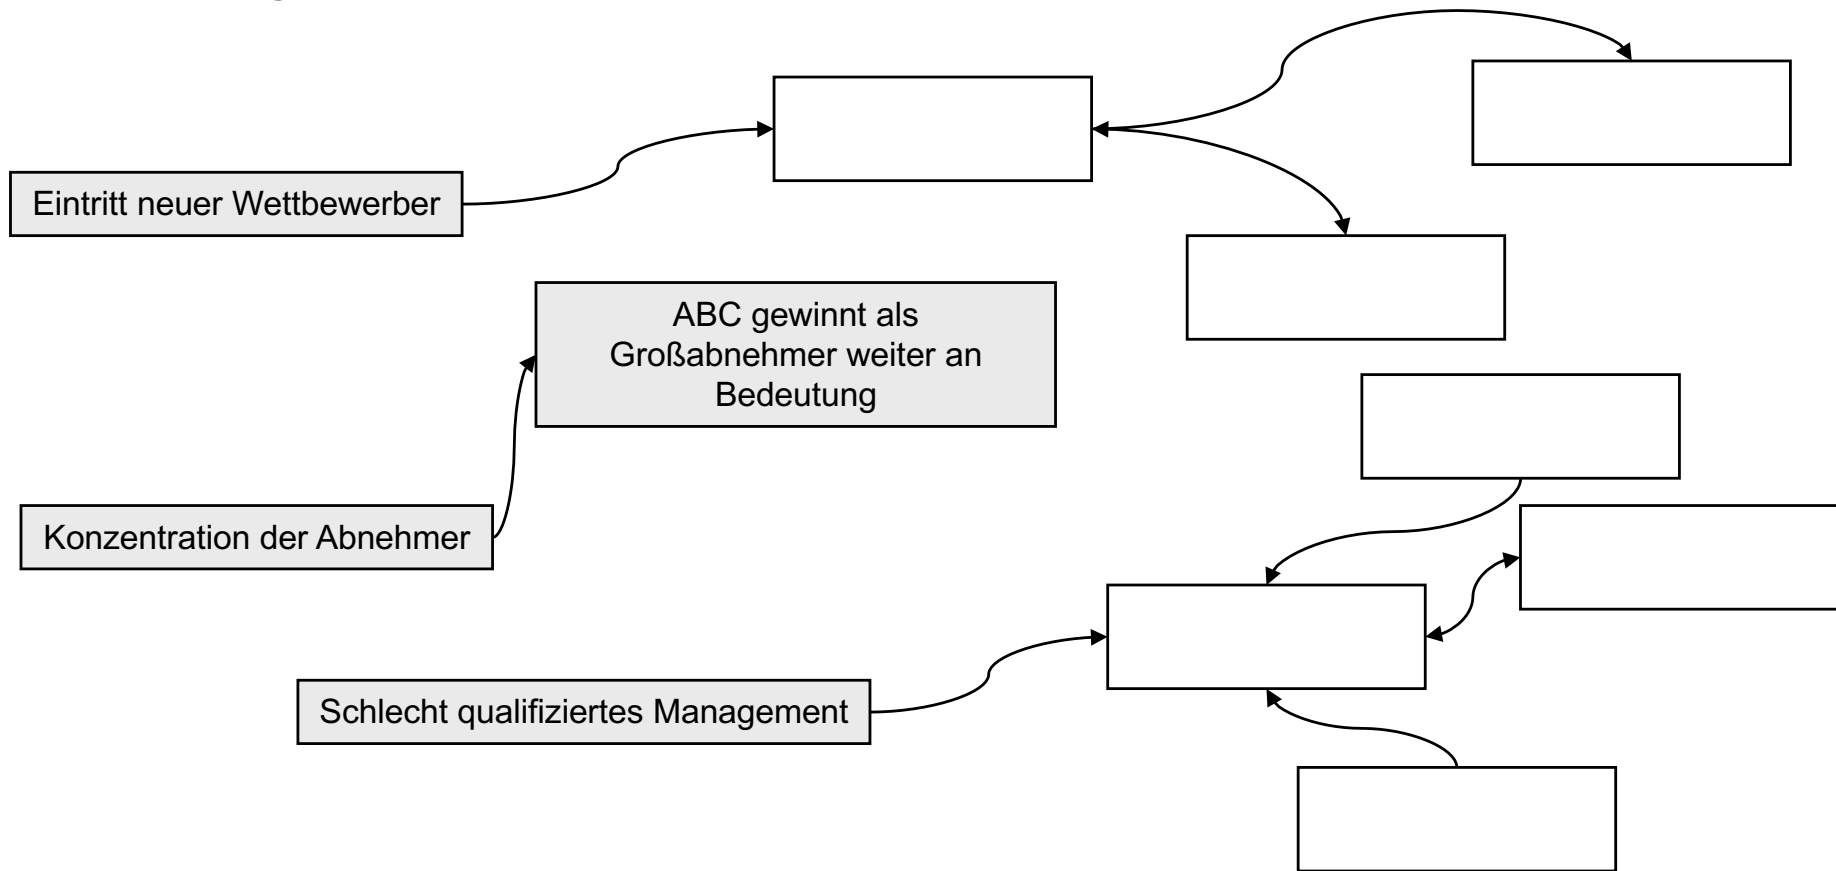 Eintritt neuer Wettbewerber
ABC gewinnt als
Großabnehmer weiter an
Bedeutung
Konzentration der Abnehmer
Schlecht qualifiziertes Management